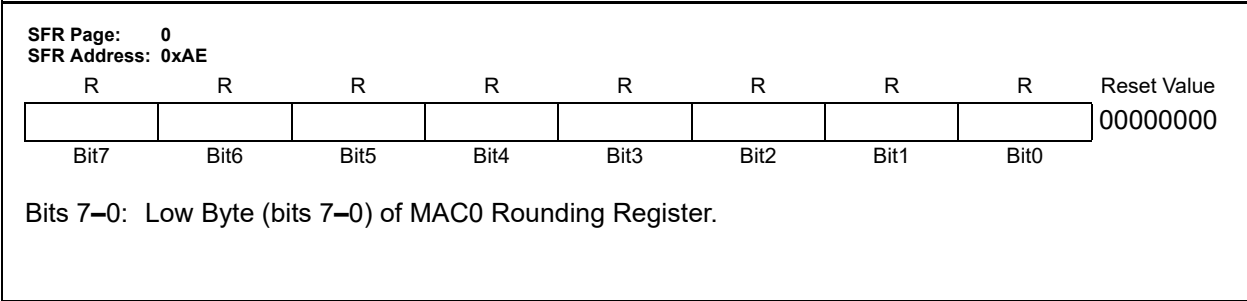 SFR Page: 0
SFR Address: 0xAE
R R R R R R R R Reset Value
00000000
Bit7 Bit6 Bit5 Bit4 Bit3 Bit2 Bit1 Bit0
Bits 7–0: Low Byte (bits 7–0) of MAC0 Rounding Register.